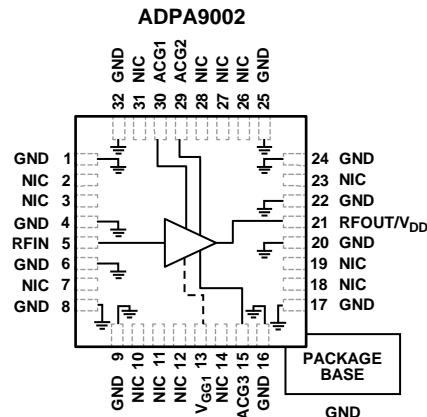 ADPA9002
32 GND
31 NIC
30 ACG1
29 ACG2
28 NIC
27 NIC
26 NIC
25 GND
GND 1
NIC 2
NIC 3
GND 4
RFIN 5
GND 6
NIC 7
GND 8
24 GND
23 NIC
22 GND
21 RFOUT/VDD
20 GND
19 NIC
18 NIC
17 GND
GND 9
NIC 10
NIC 11
NIC 12
VGG1 13
NIC 14
ACG3 15
GND 16
PACKAGE
BASE
GND